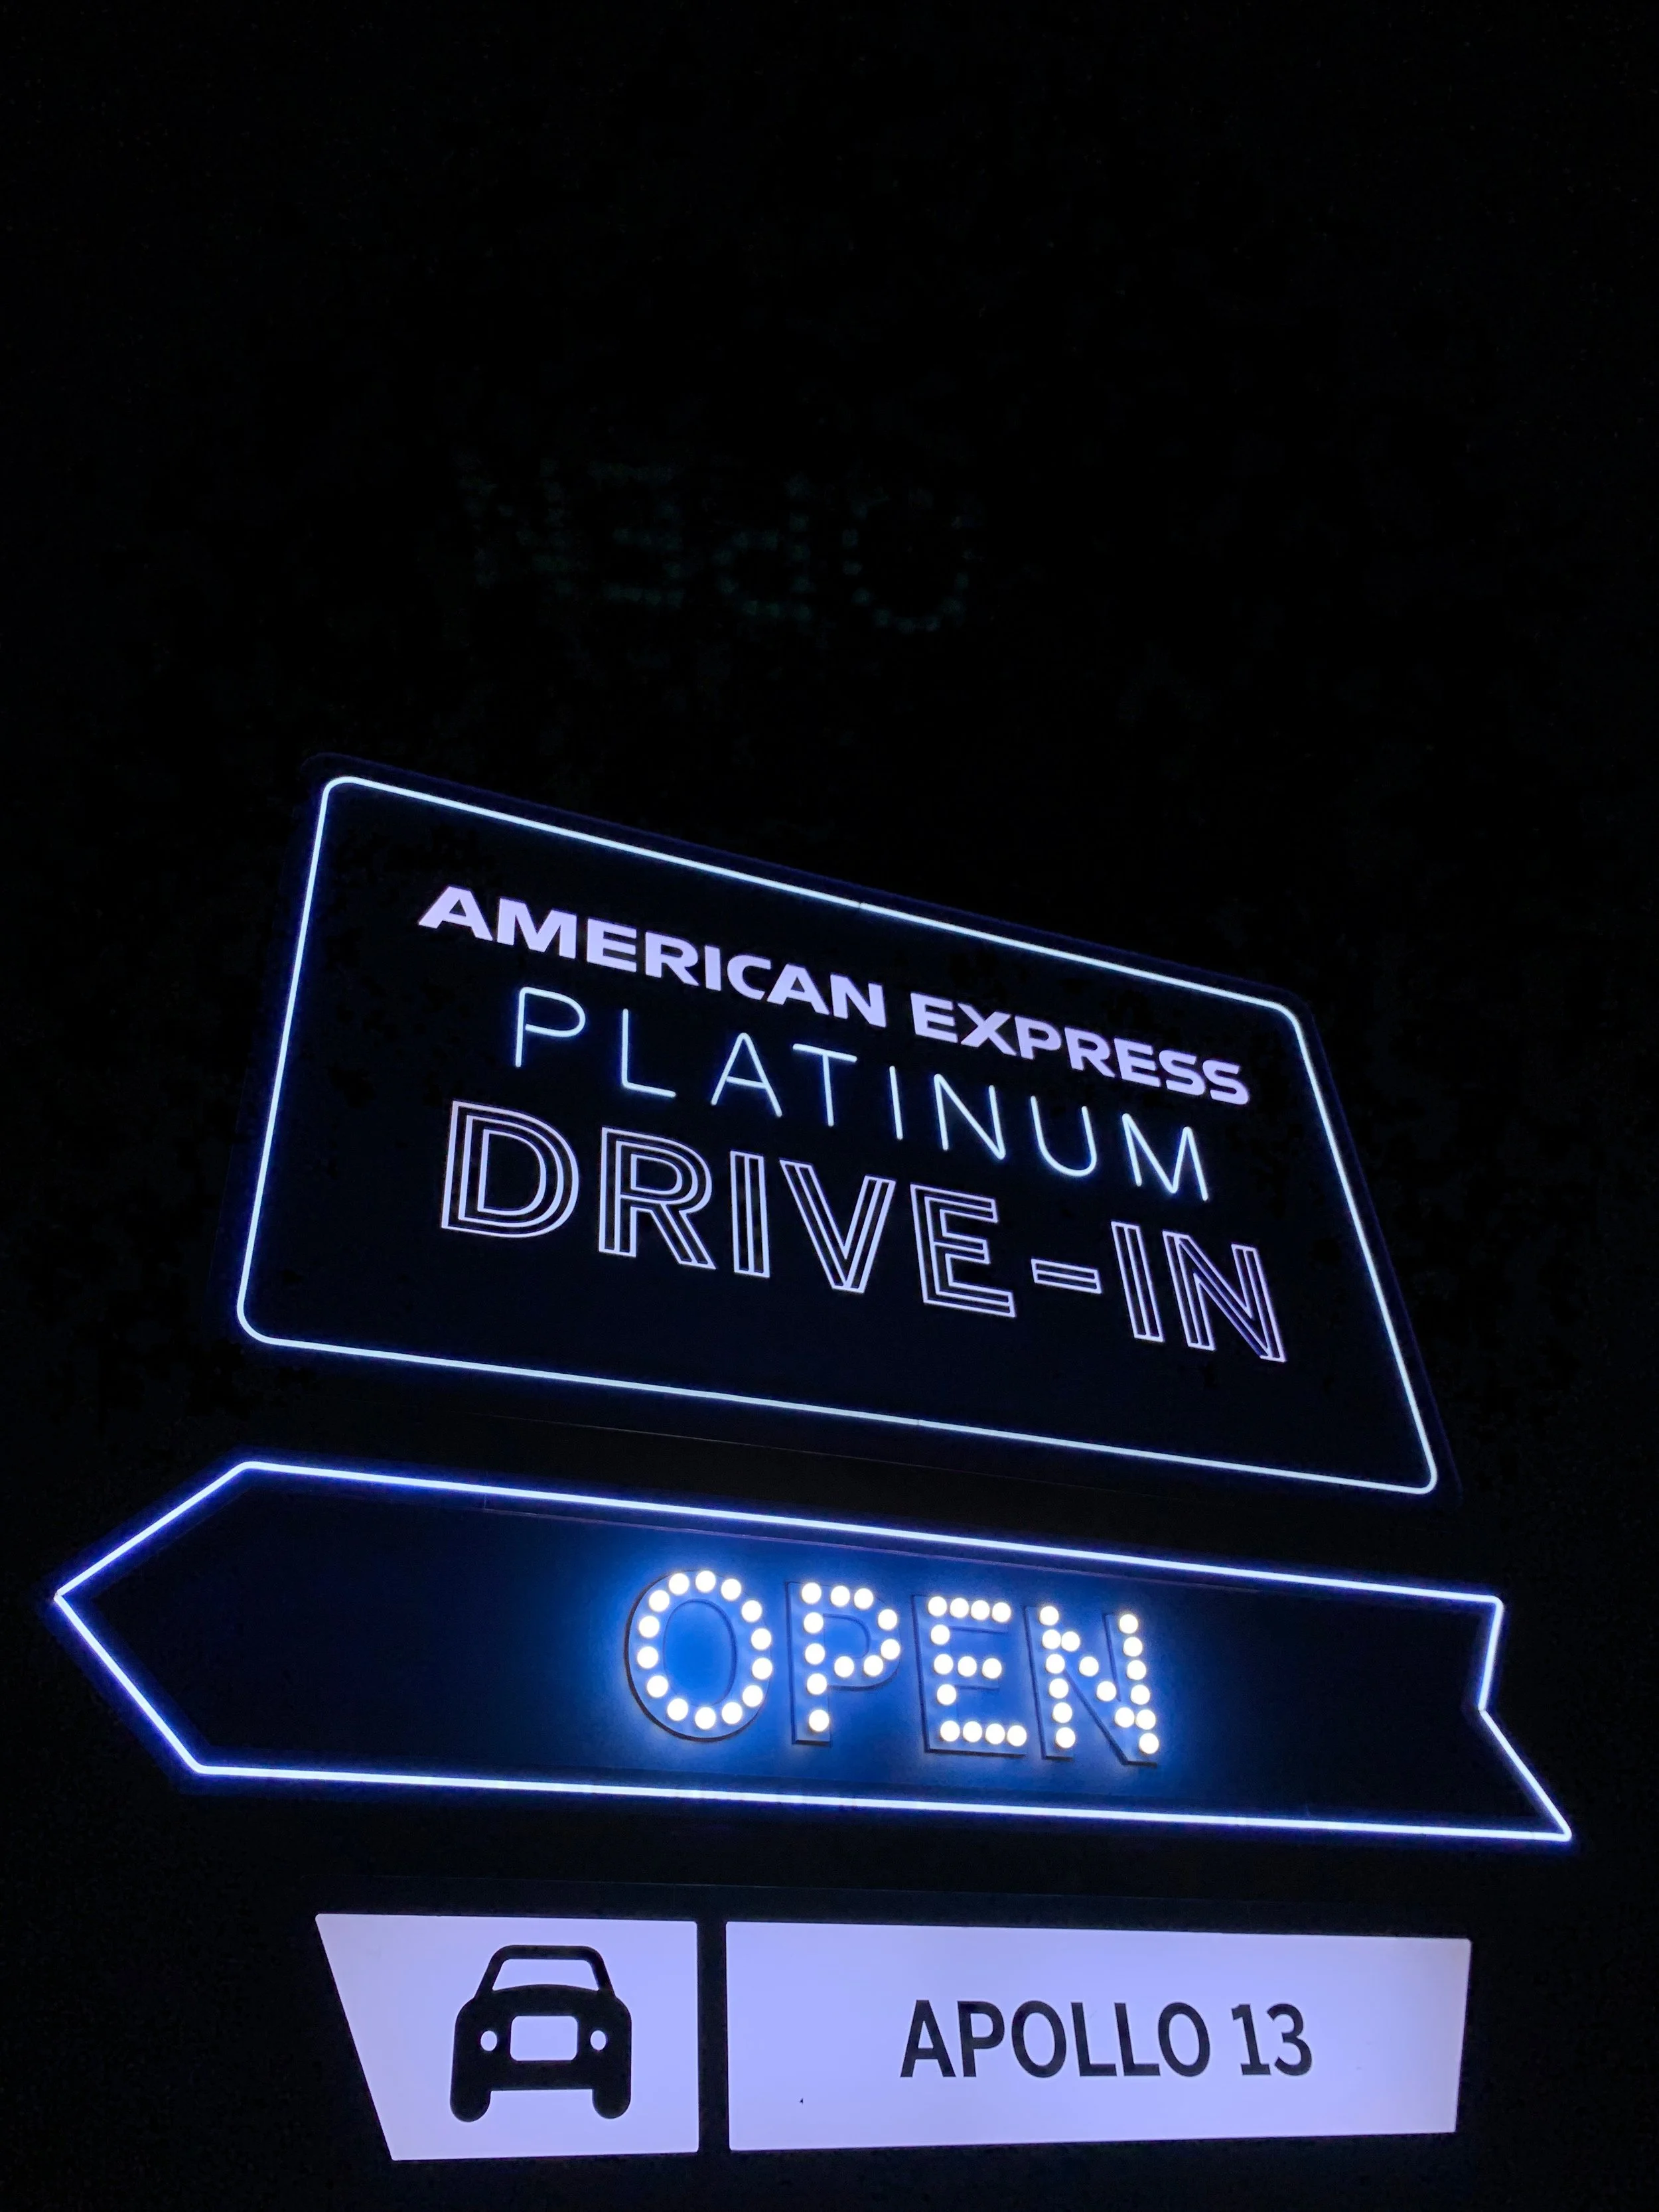 AMERICAN EXPRESS
PLATINUM
DRIVE-IN
OPEN
APOLLO 13